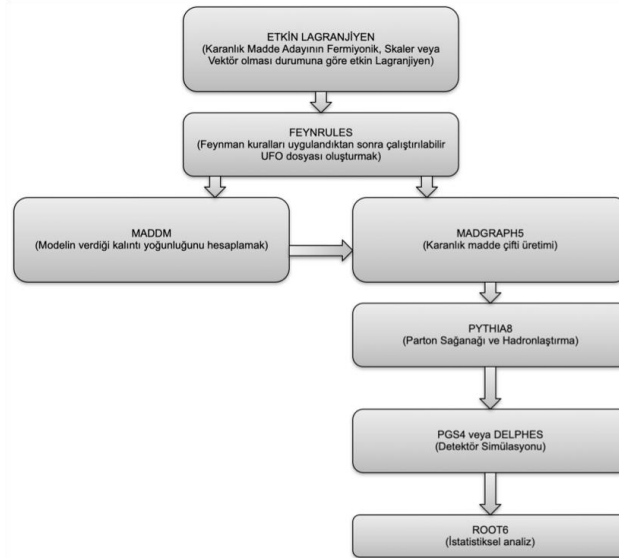 ETKİN LAGRANJİYEN
(Karanlık Madde Adayının Fermiyonik, Skaler veya
Vektör olması durumuna göre etkin Lagranjiyen)
FEYNRULES
(Feynman kuralları uygulandıktan sonra çalıştırılabilir
UFO dosyası oluşturmak)
MADDM
(Modelin verdiği kalıntı yoğunluğunu hesaplamak)
MADGRAPH5
(Karanlık madde çifti üretimi)
PYTHIA8
(Parton Sağanağı ve Hadronlaştırma)
PGS4 veya DELPHES
(Detektör Simülasyonu)
ROOT6
(İstatistiksel analiz)